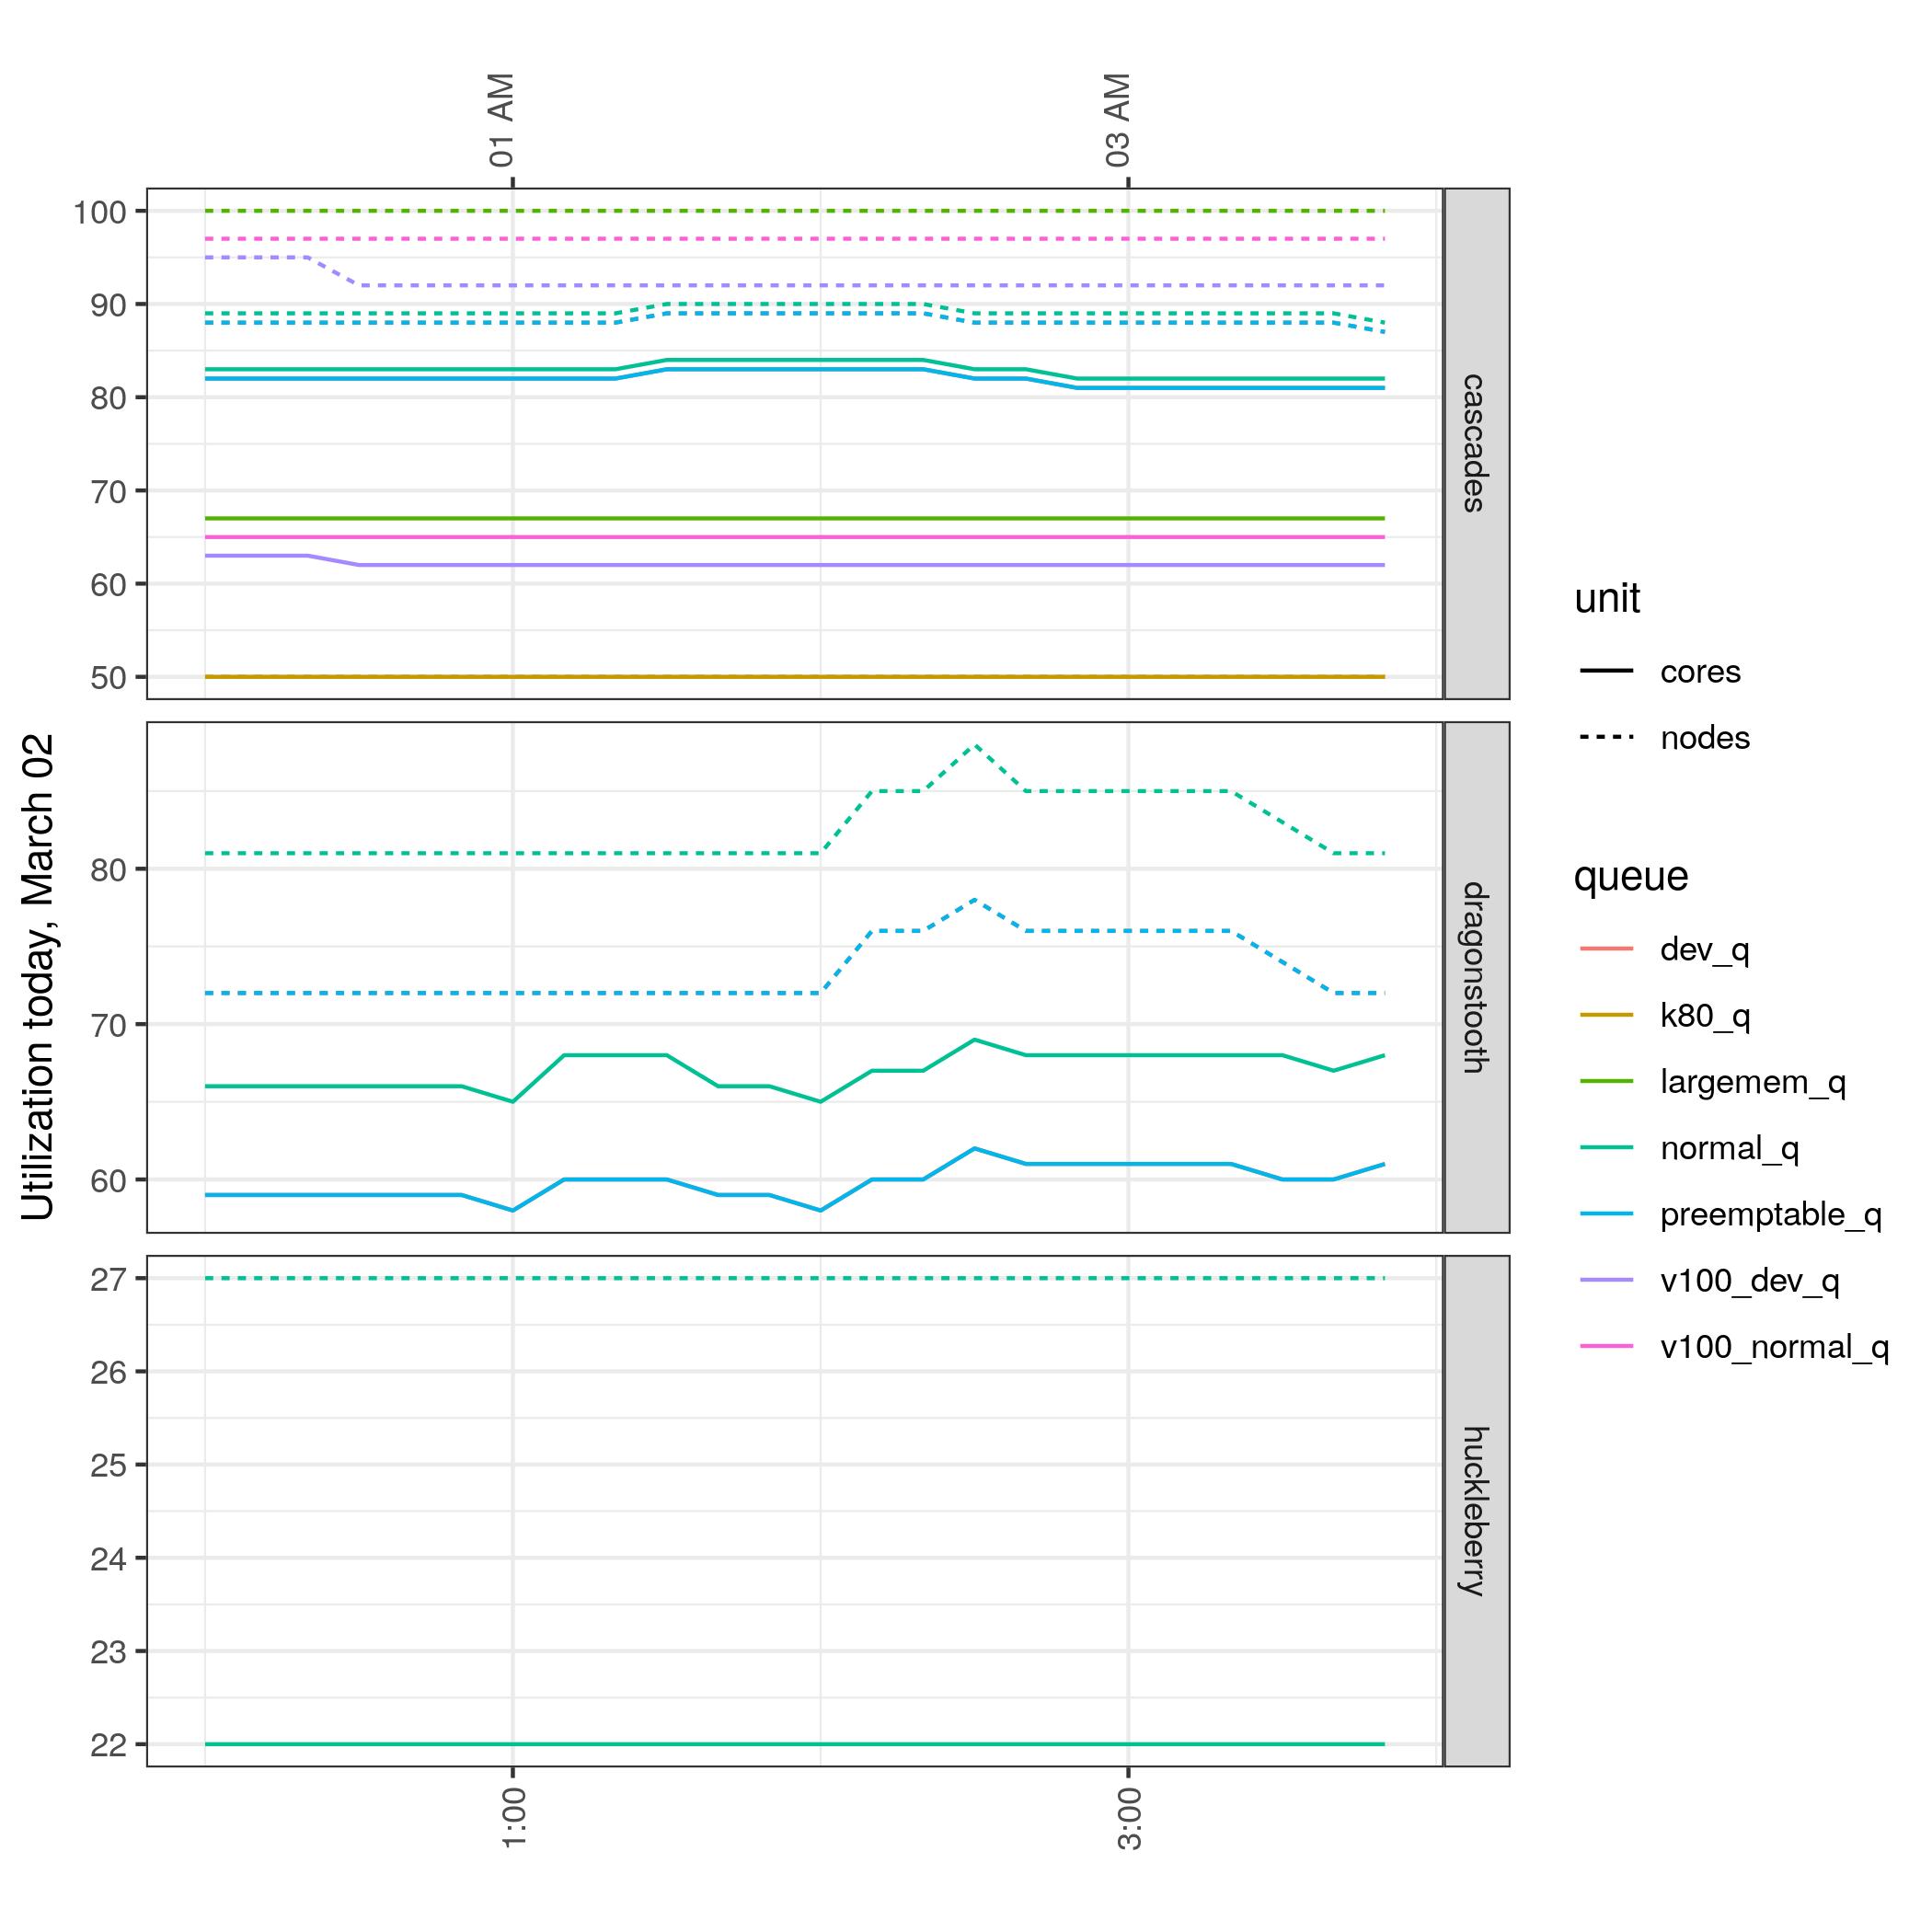 01 AM
03 AM
100
90
80
70
60
50
cascades
80
70
60
dragonstooth
27
26
25
24
23
22
huckleberry
1:00
3:00
Utilization today, March 02
unit
cores
nodes
queue
dev_q
k80_q
largemem_q
normal_q
preemptable_q
v100_dev_q
v100_normal_q